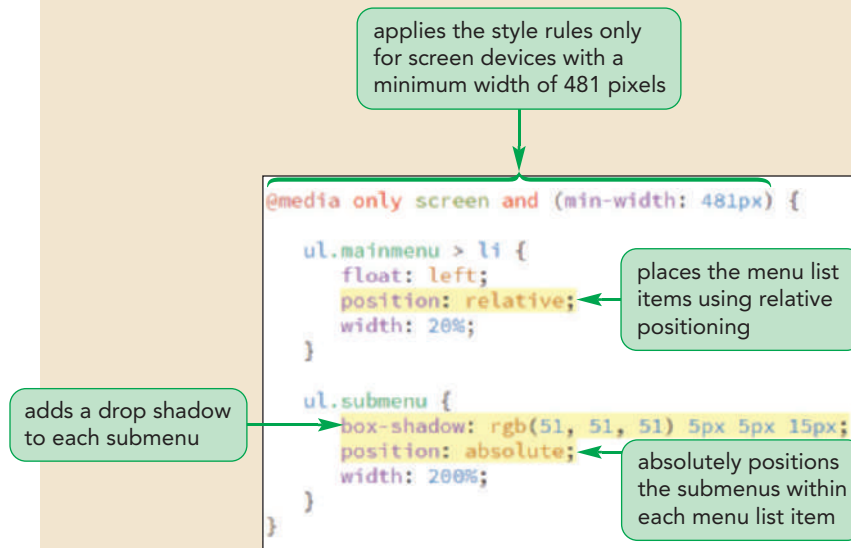 applies the style rules only
for screen devices with a
minimum width of 481 pixels
@media only screen and (min-width: 481px) {
ul.mainmenu > li {
float: left;
position: relative;
width: 20%;
}
places the menu list
items using relative
positioning
ul.submenu {
box-shadow: rgb(51, 51, 51) 5px 5px 15px;
position: absolute;
width: 200%;
}
}
adds a drop shadow
to each submenu
absolutely positions
the submenus within
each menu list item